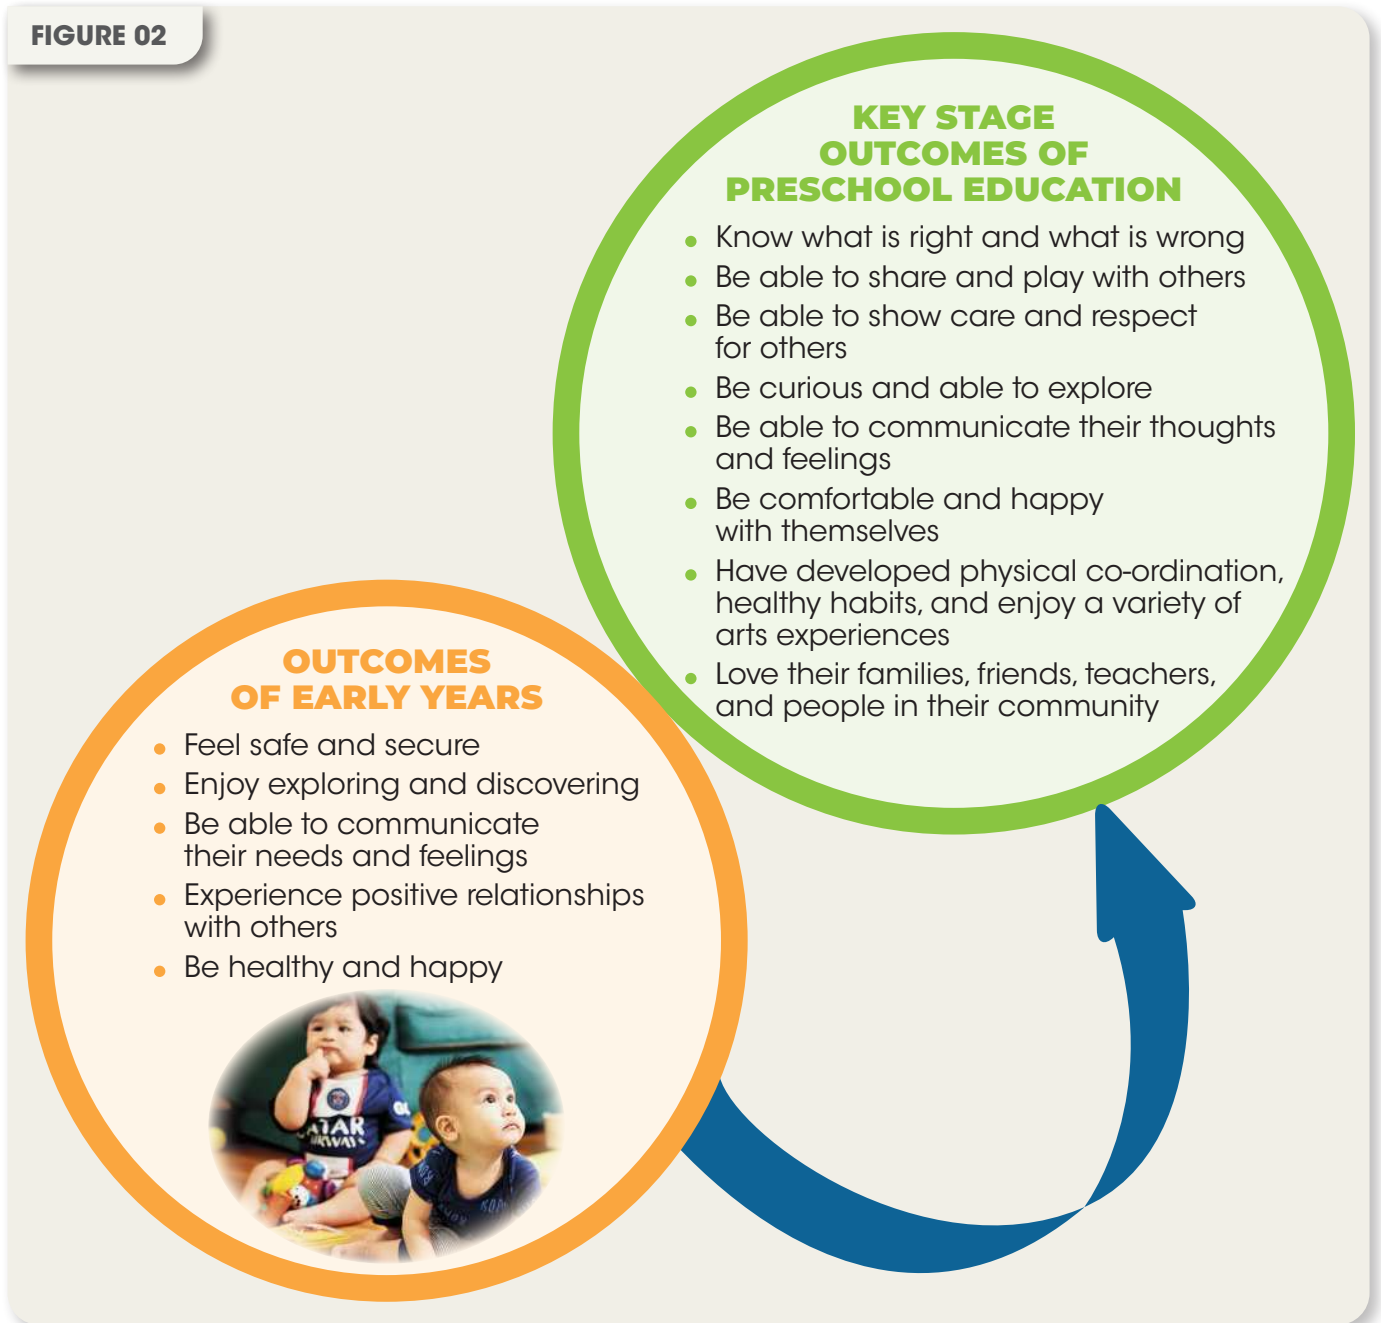 FIGURE 02
KEY STAGE
OUTCOMES OF
PRESCHOOL EDUCATION
Know what is right and what is wrong
Be able to share and play with others
Be able to show care and respect
for others
Be curious and able to explore
Be able to communicate their thoughts
and feelings
Be comfortable and happy
with themselves
Have developed physical co-ordination,
healthy habits, and enjoy a variety of
arts experiences
Love their families, friends, teachers,
and people in their community
OUTCOMES
OF EARLY YEARS
Feel safe and secure
Enjoy exploring and discovering
Be able to communicate
their needs and feelings
Experience positive relationships
with others
Be healthy and happy